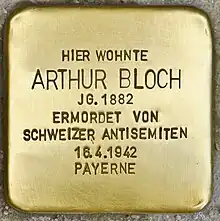 HIER WOHNTE
ARTHUR BLOCH
JG. 1882
ERMORDET VON
SCHWEIZER ANTISEMITEN
16.4.1942
PAYERNE